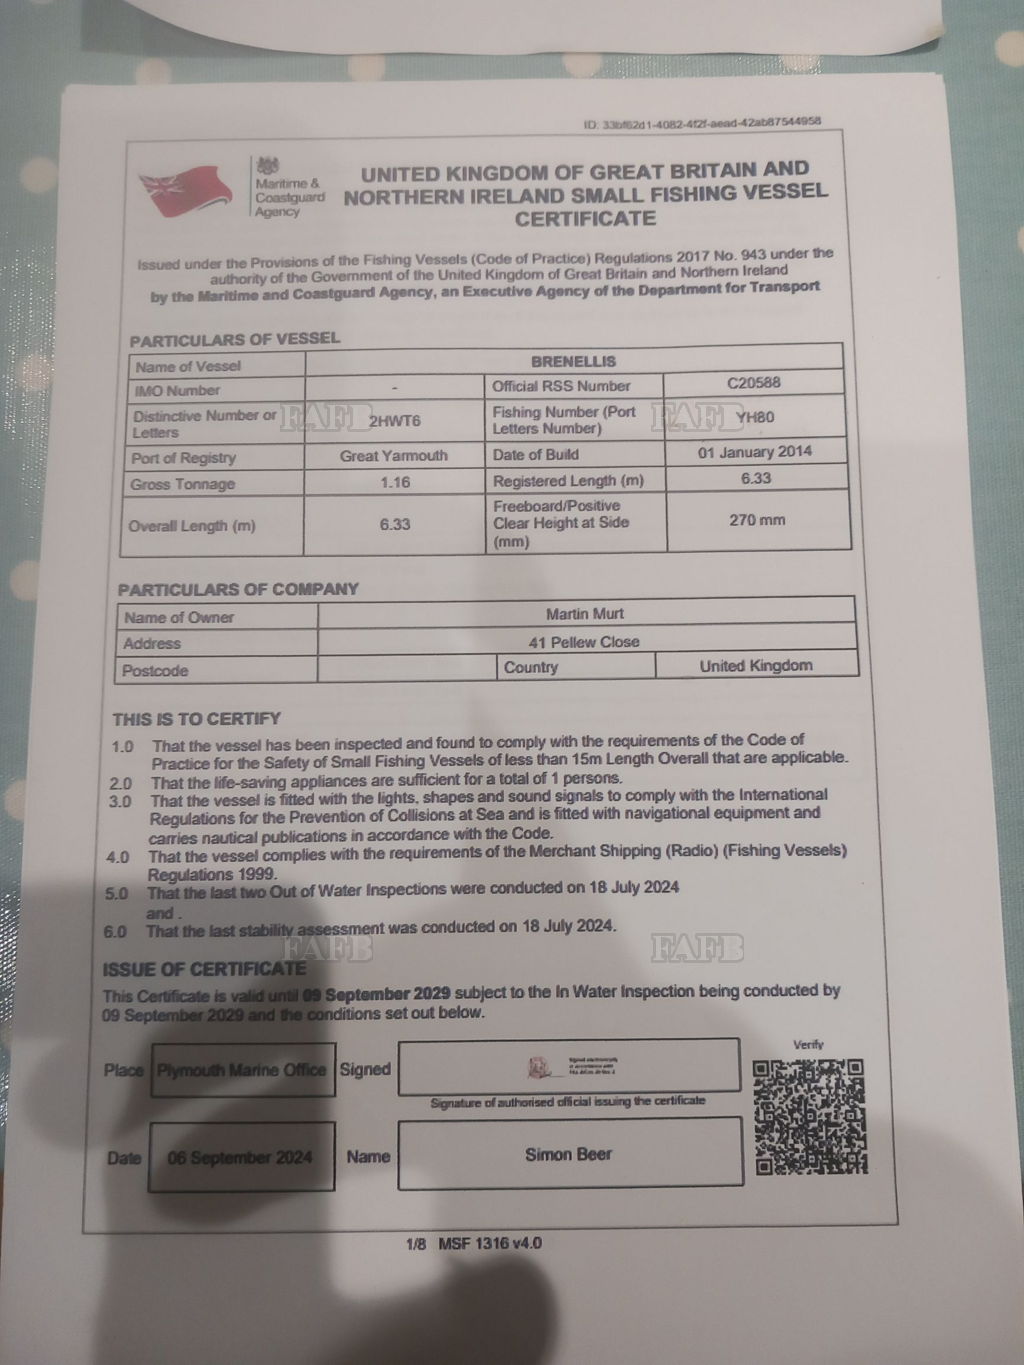 ID: 33bf62d1-4082-4f2f-aead-42ab87544958
Maritime &
Coastguard
Agency
UNITED KINGDOM OF GREAT BRITAIN AND
NORTHERN IRELAND SMALL FISHING VESSEL
CERTIFICATE
Issued under the Provisions of the Fishing Vessels (Code of Practice) Regulations 2017 No. 943 under the
authority of the Government of the United Kingdom of Great Britain and Northern Ireland
by the Maritime and Coastguard Agency, an Executive Agency of the Department for Transport
PARTICULARS OF VESSEL
Name of Vessel BRENELLIS
IMO Number - Official RSS Number C20588
Distinctive Number or Letters 2HWT6 Fishing Number (Port Letters Number) YH80
FAFB FAFB
Port of Registry Great Yarmouth Date of Build 01 January 2014
Gross Tonnage 1.16 Registered Length (m) 6.33
Overall Length (m) 6.33 Freeboard/Positive Clear Height at Side (mm) 270 mm
PARTICULARS OF COMPANY
Name of Owner Martin Murt
Address 41 Pellew Close
Postcode Country United Kingdom
THIS IS TO CERTIFY
1.0 That the vessel has been inspected and found to comply with the requirements of the Code of
Practice for the Safety of Small Fishing Vessels of less than 15m Length Overall that are applicable.
2.0 That the life-saving appliances are sufficient for a total of 1 persons.
3.0 That the vessel is fitted with the lights, shapes and sound signals to comply with the International
Regulations for the Prevention of Collisions at Sea and is fitted with navigational equipment and
carries nautical publications in accordance with the Code.
4.0 That the vessel complies with the requirements of the Merchant Shipping (Radio) (Fishing Vessels)
Regulations 1999.
5.0 That the last two Out of Water Inspections were conducted on 18 July 2024
and .
6.0 That the last stability assessment was conducted on 18 July 2024.
FAFB FAFB
ISSUE OF CERTIFICATE
This Certificate is valid until 09 September 2029 subject to the In Water Inspection being conducted by
09 September 2029 and the conditions set out below.
Verify
Place Plymouth Marine Office Signed
Signature of authorised official issuing the certificate
Date 06 September 2024 Name Simon Beer
1/8 MSF 1316 v4.0